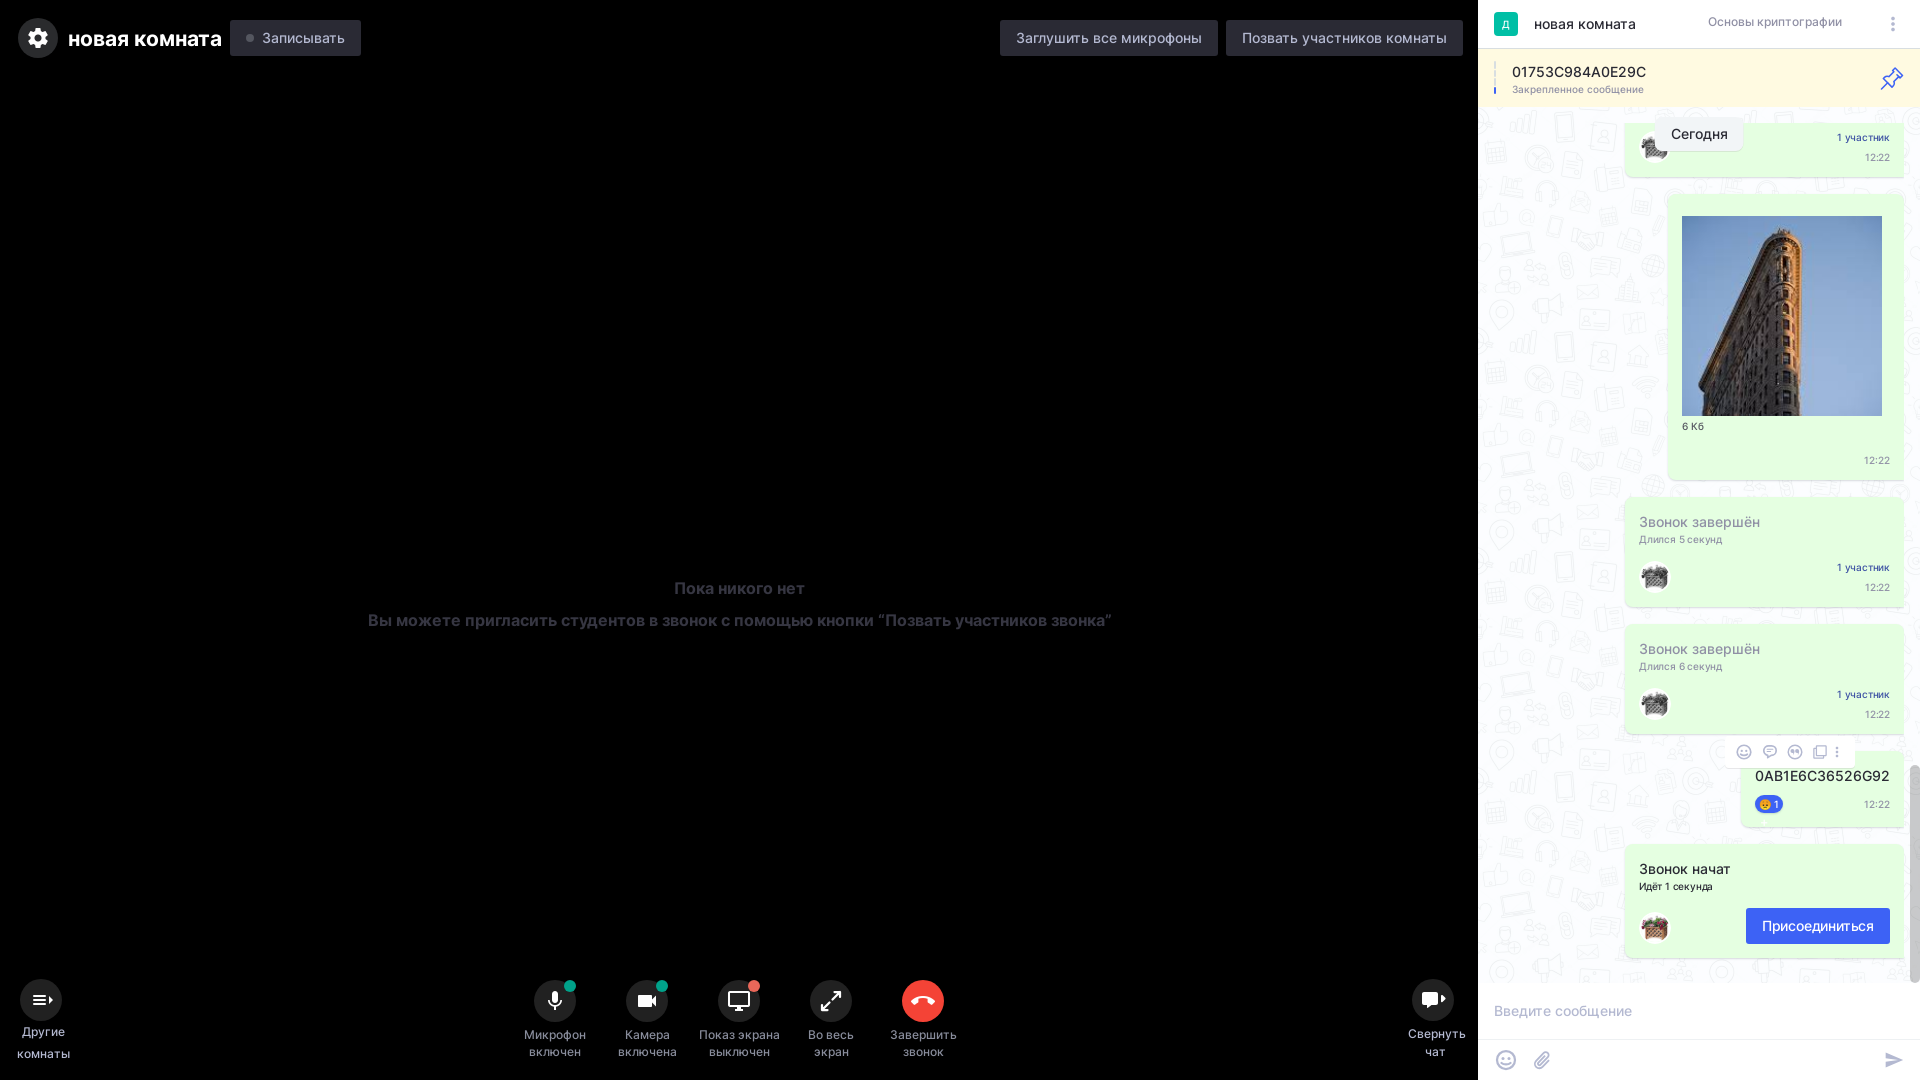 новая комната
Записывать
Заглушить все микрофоны
Позвать участников комнаты
Пока никого нет
Вы можете пригласить студентов в звонок с помощью кнопки “Позвать участников звонка”
Другие
комнаты
Микрофон
включен
Камера
включена
Показ экрана
выключен
Во весь
экран
Завершить
звонок
Свернуть
чат
Д
новая комната
Основы криптографии
01753C984A0E29C
Закрепленное сообщение
Сегодня
1 участник
12:22
6 Кб
12:22
Звонок завершён
Длился 5 секунд
1 участник
12:22
Звонок завершён
Длился 6 секунд
1 участник
12:22
0AB1E6C36526G92
1
12:22
Звонок начат
Идёт 1 секунда
Присоединиться
Введите сообщение